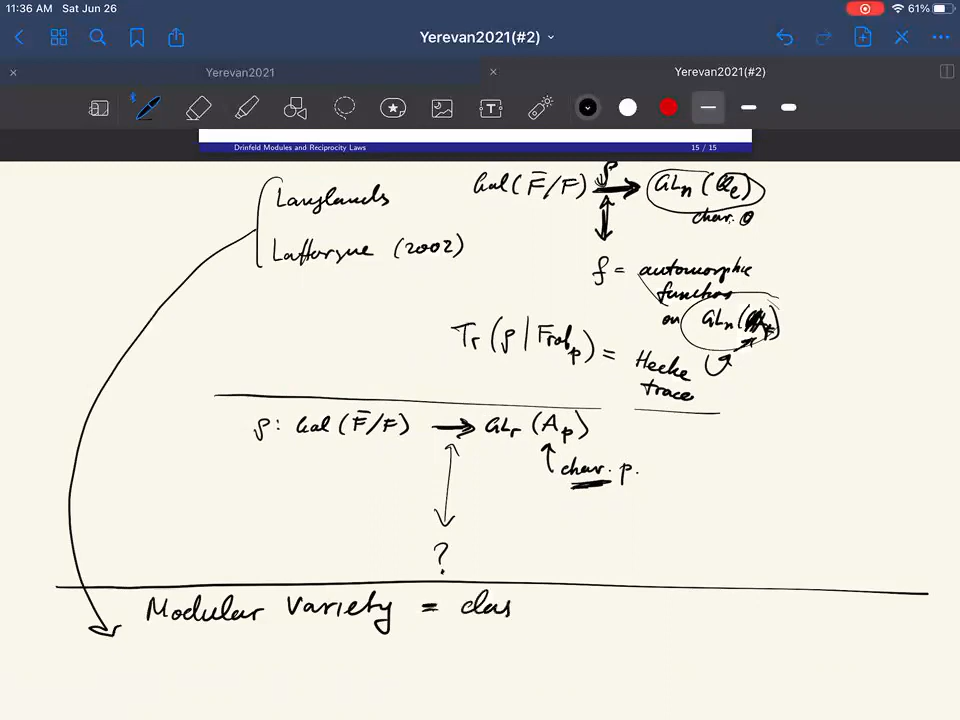 11:36 AM Sat Jun 26
61%
Yerevan2021(#2)
Yerevan2021
Yerevan2021(#2)
T
Drinfeld Modules and Reciprocity Laws
15 / 15
Langlands
Lafforgue (2002)
Gal(F̄/F) → GLn(Qℓ)
ρ
char. 0
f = automorphic
function
on GLn(
Tr(ρ|Frob_p) = Hecke
trace
ρ: Gal(F̄/F) → GLr(A_p)
char. p.
?
Modular Variety = clas